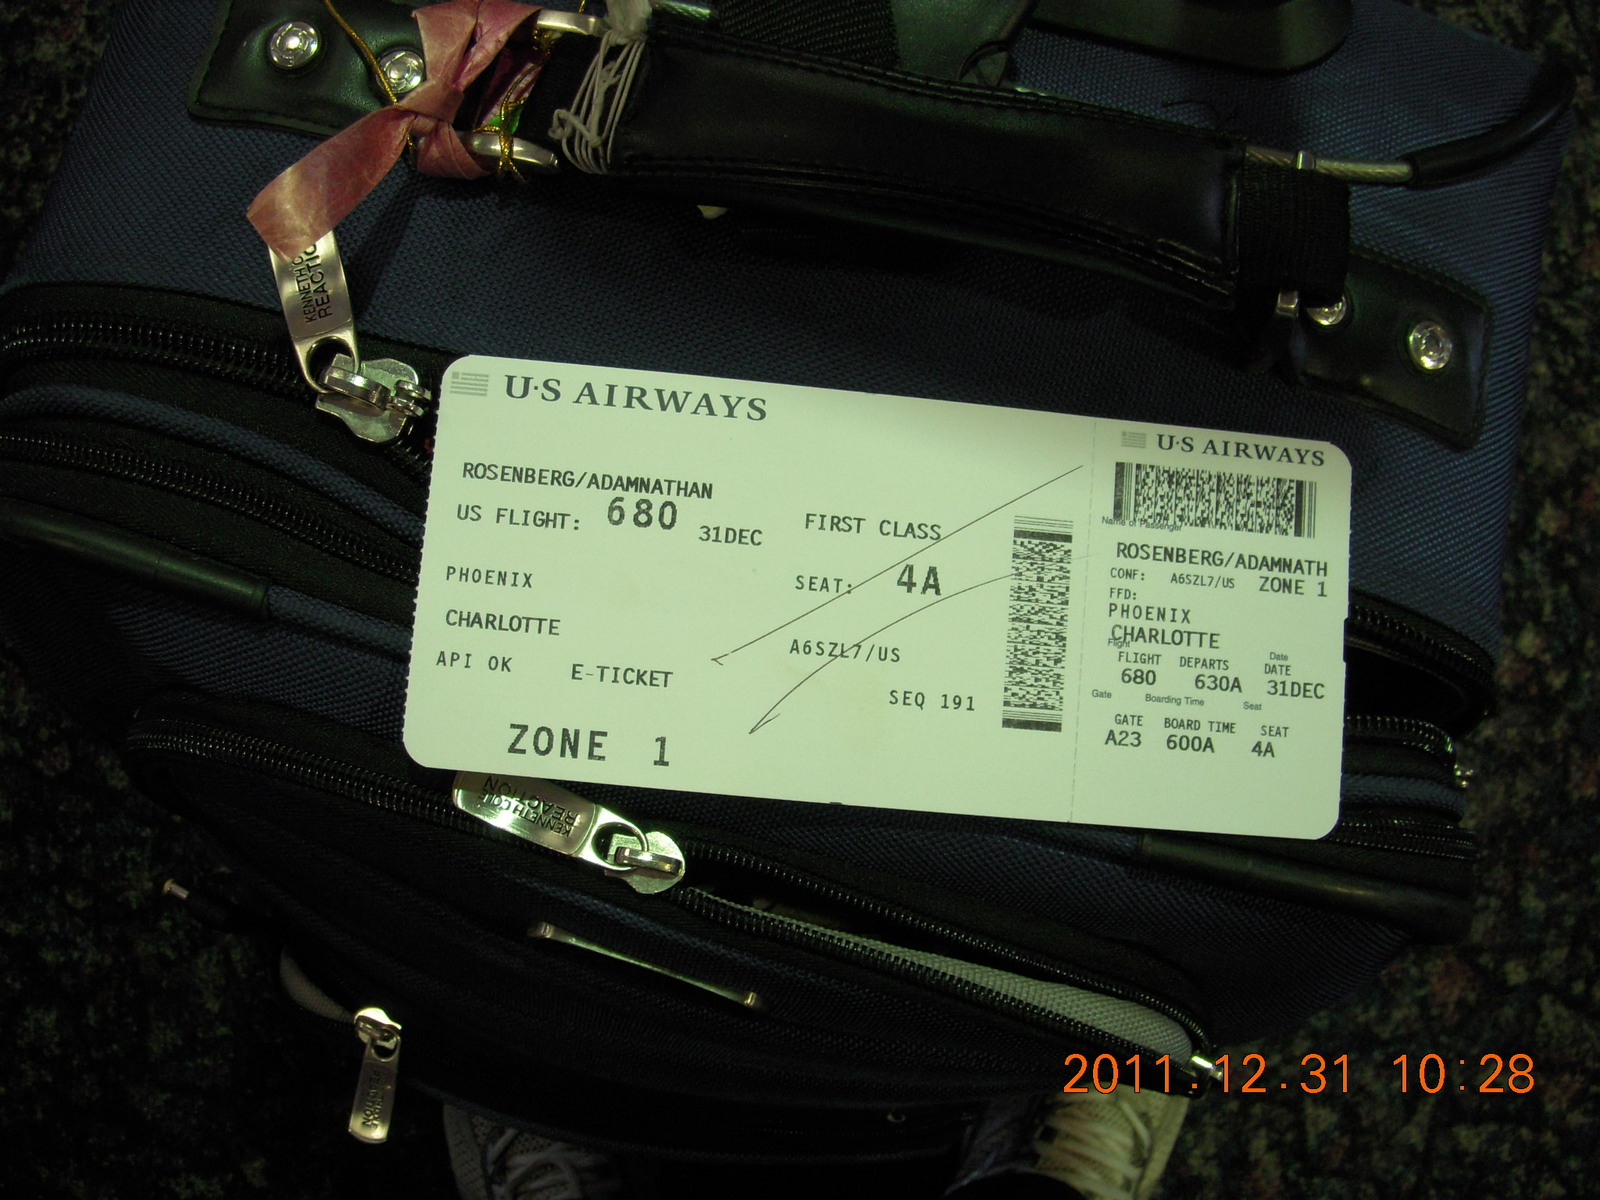 KENNETH CO
REACTIO
U·S AIRWAYS
ROSENBERG/ADAMNATHAN
US FLIGHT: 680 31DEC FIRST CLASS
PHOENIX SEAT: 4A
CHARLOTTE A6SZL7/US
API OK E-TICKET SEQ 191
ZONE 1
U·S AIRWAYS
Name of Passenger
ROSENBERG/ADAMNATH
CONF: A6SZL7/US ZONE 1
FFD:
PHOENIX
CHARLOTTE
Flight Date
FLIGHT DEPARTS DATE
680 630A 31DEC
Gate Boarding Time Seat
GATE BOARD TIME SEAT
A23 600A 4A
KENNETH COLE
REACTION
2011.12.31 10:28